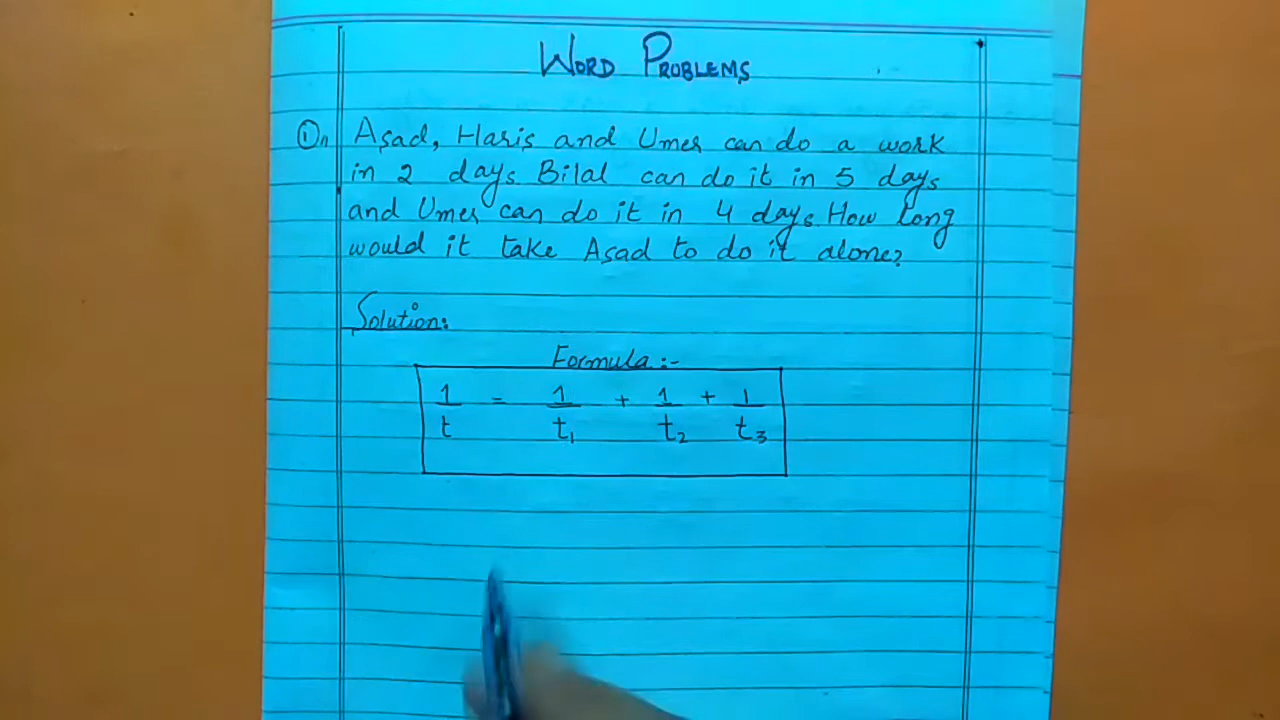 WORD PROBLEMS
①n Asad, Haris and Umer can do a work
in 2 days. Bilal can do it in 5 days
and Umer can do it in 4 days. How long
would it take Asad to do it alone?
Solution:
Formula :-
1/t = 1/t₁ + 1/t₂ + 1/t₃